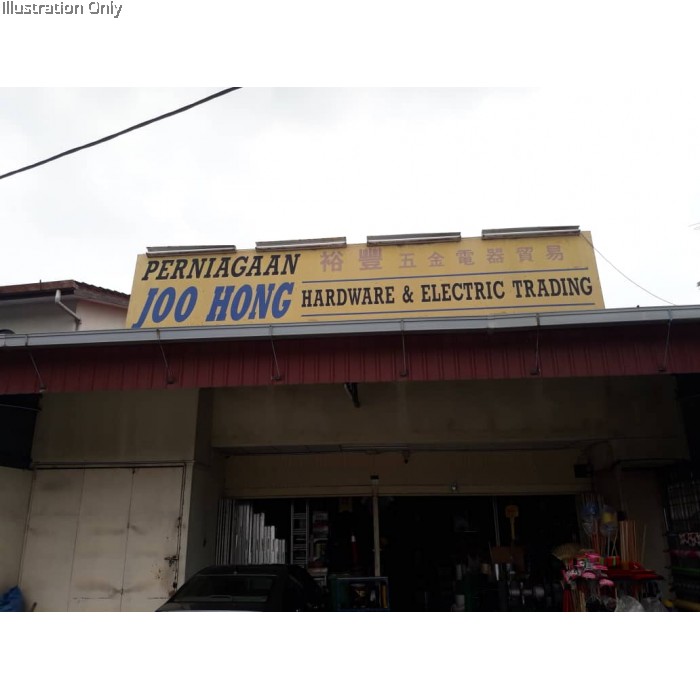 Illustration Only
PERNIAGAAN 裕豐五金電器貿易
JOO HONG HARDWARE & ELECTRIC TRADING